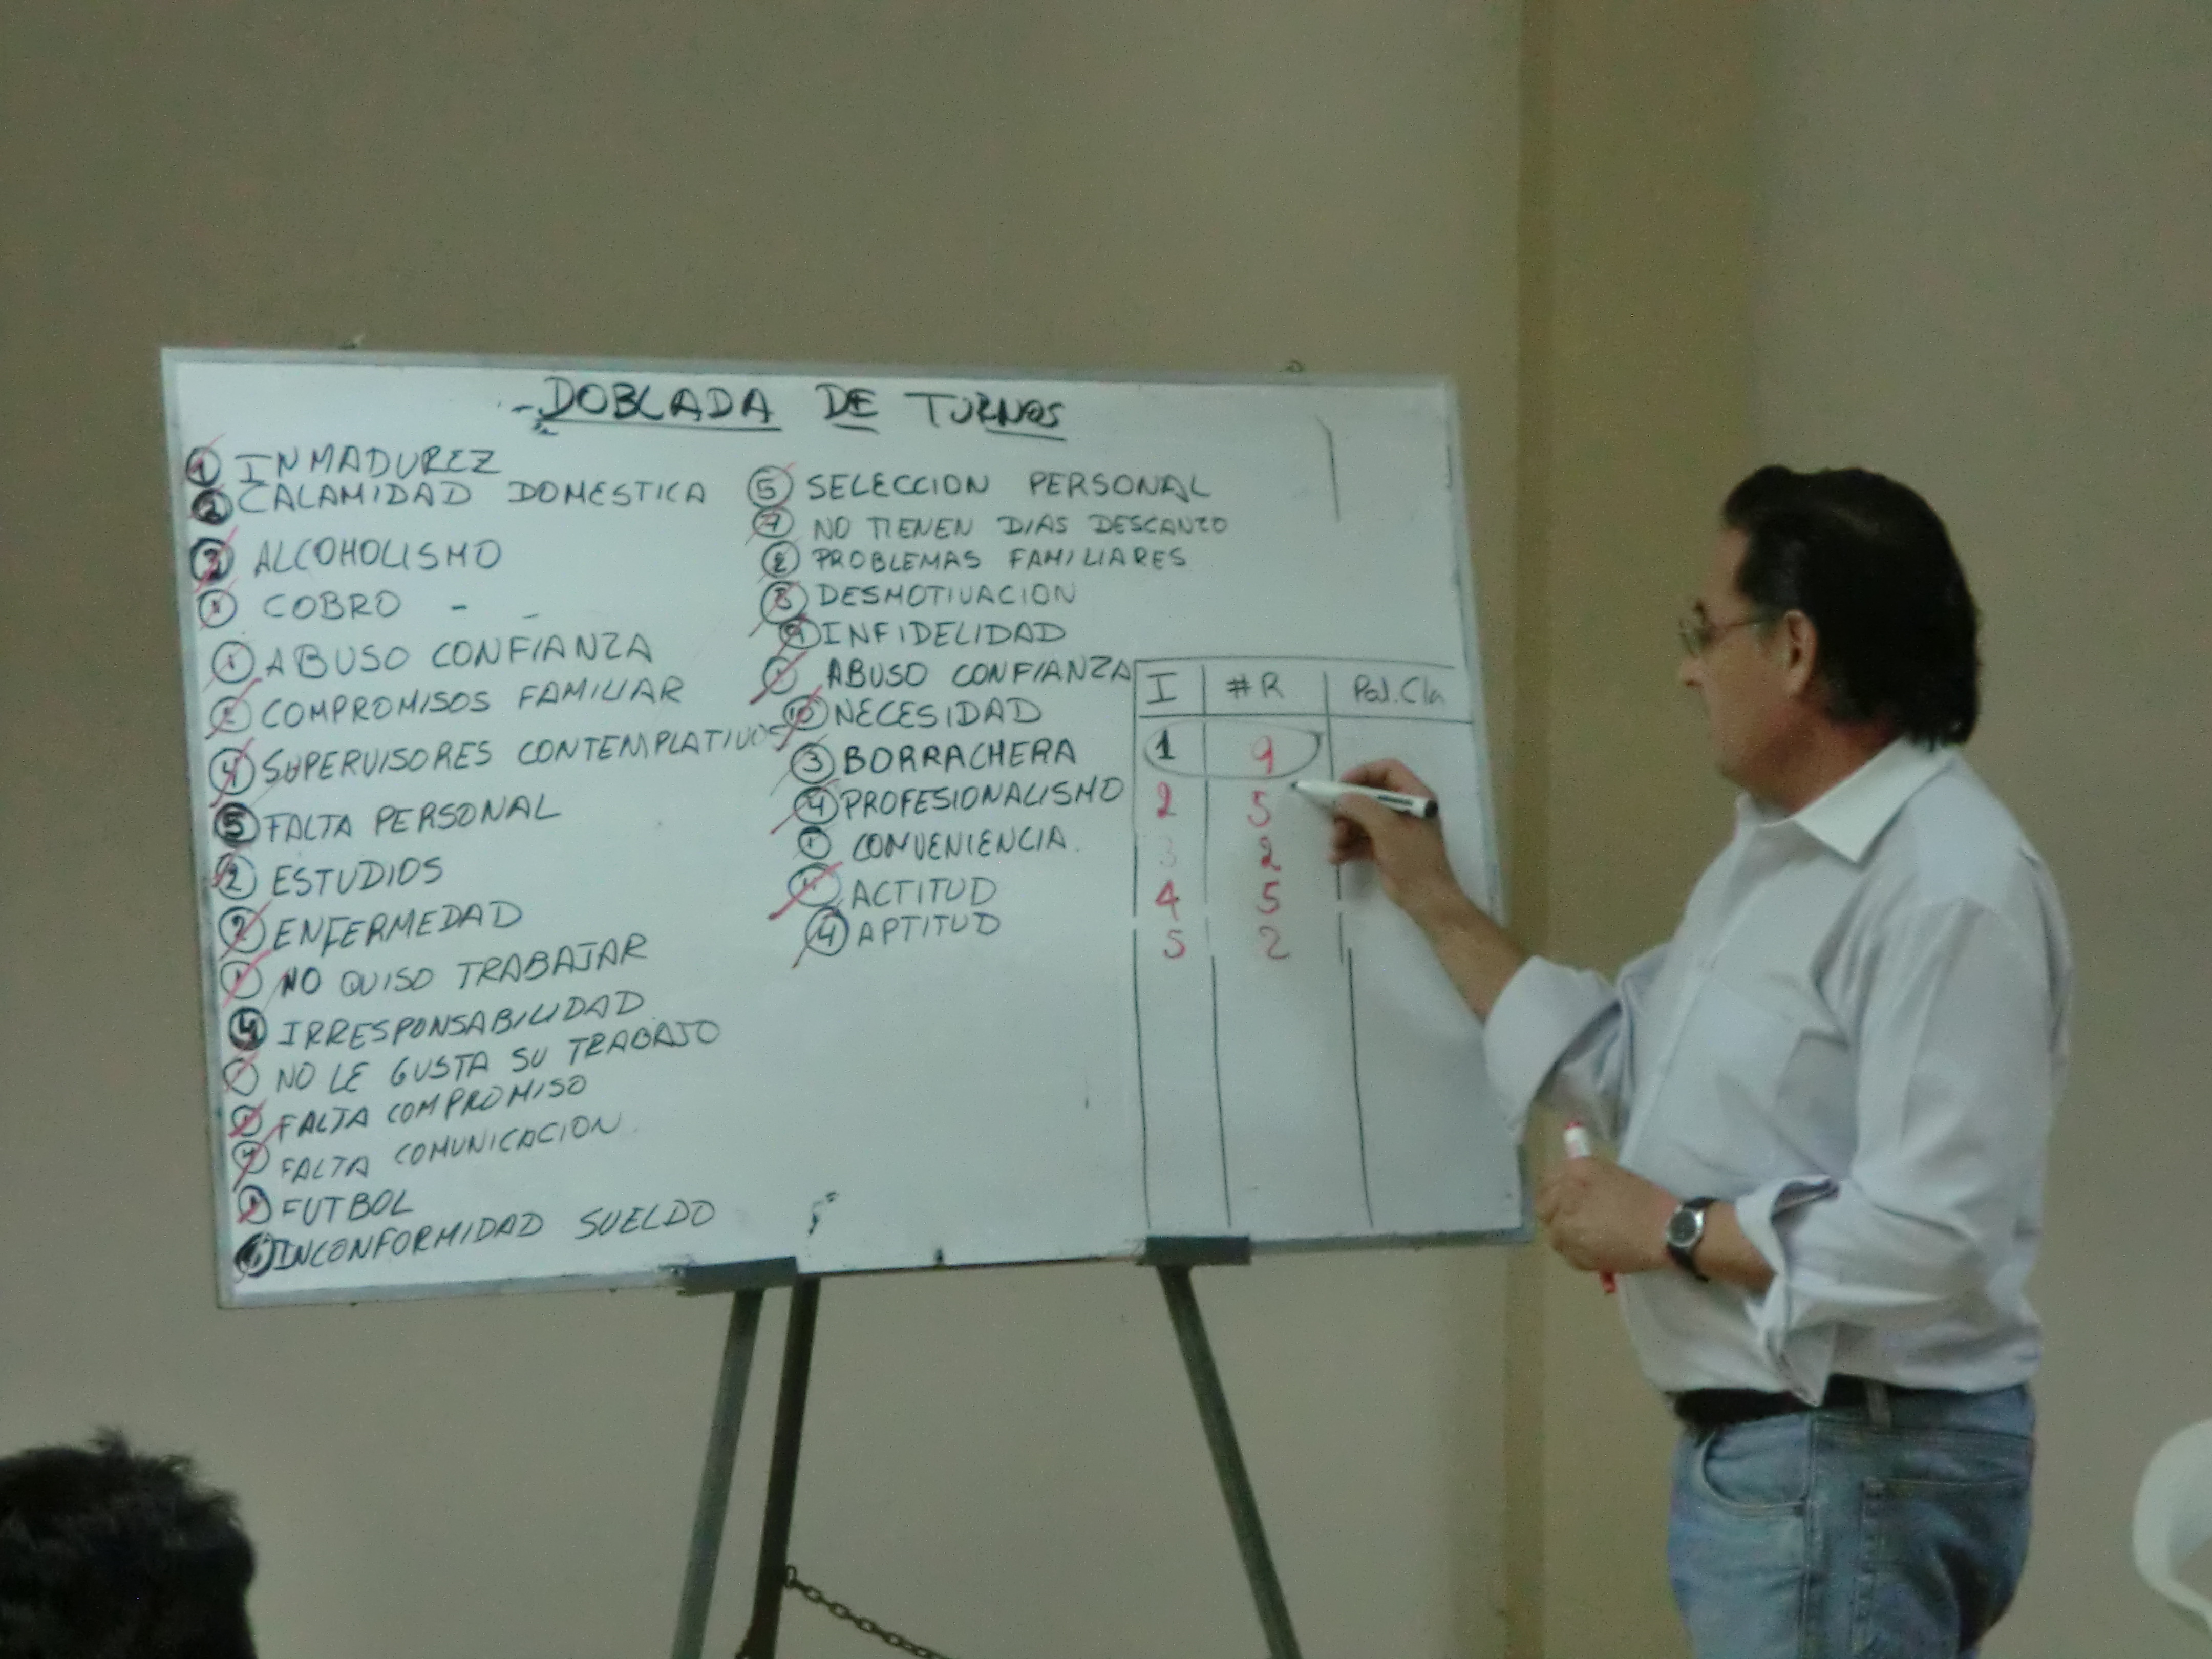 DOBLADA DE TURNOS
1 INMADUREZ
2 CALAMIDAD DOMESTICA
3 ALCOHOLISMO
1 COBRO -
1 ABUSO CONFIANZA
2 COMPROMISOS FAMILIAR
4 SUPERVISORES CONTEMPLATIVOS
5 FALTA PERSONAL
2 ESTUDIOS
2 ENFERMEDAD
1 NO QUISO TRABAJAR
4 IRRESPONSABILIDAD
NO LE GUSTA SU TRABAJO
1 FALTA COMPROMISO
4 FALTA COMUNICACION
1 FUTBOL
6 INCONFORMIDAD SUELDO
5 SELECCION PERSONAL
7 NO TIENEN DIAS DESCANZO
2 PROBLEMAS FAMILIARES
8 DESMOTIVACION
9 INFIDELIDAD
1 ABUSO CONFIANZA
10 NECESIDAD
3 BORRACHERA
4 PROFESIONALISMO
1 CONVENIENCIA.
ACTITUD
4 APTITUD
I #R Pal.Cla
1 9
2 5
3 2
4 5
5 2